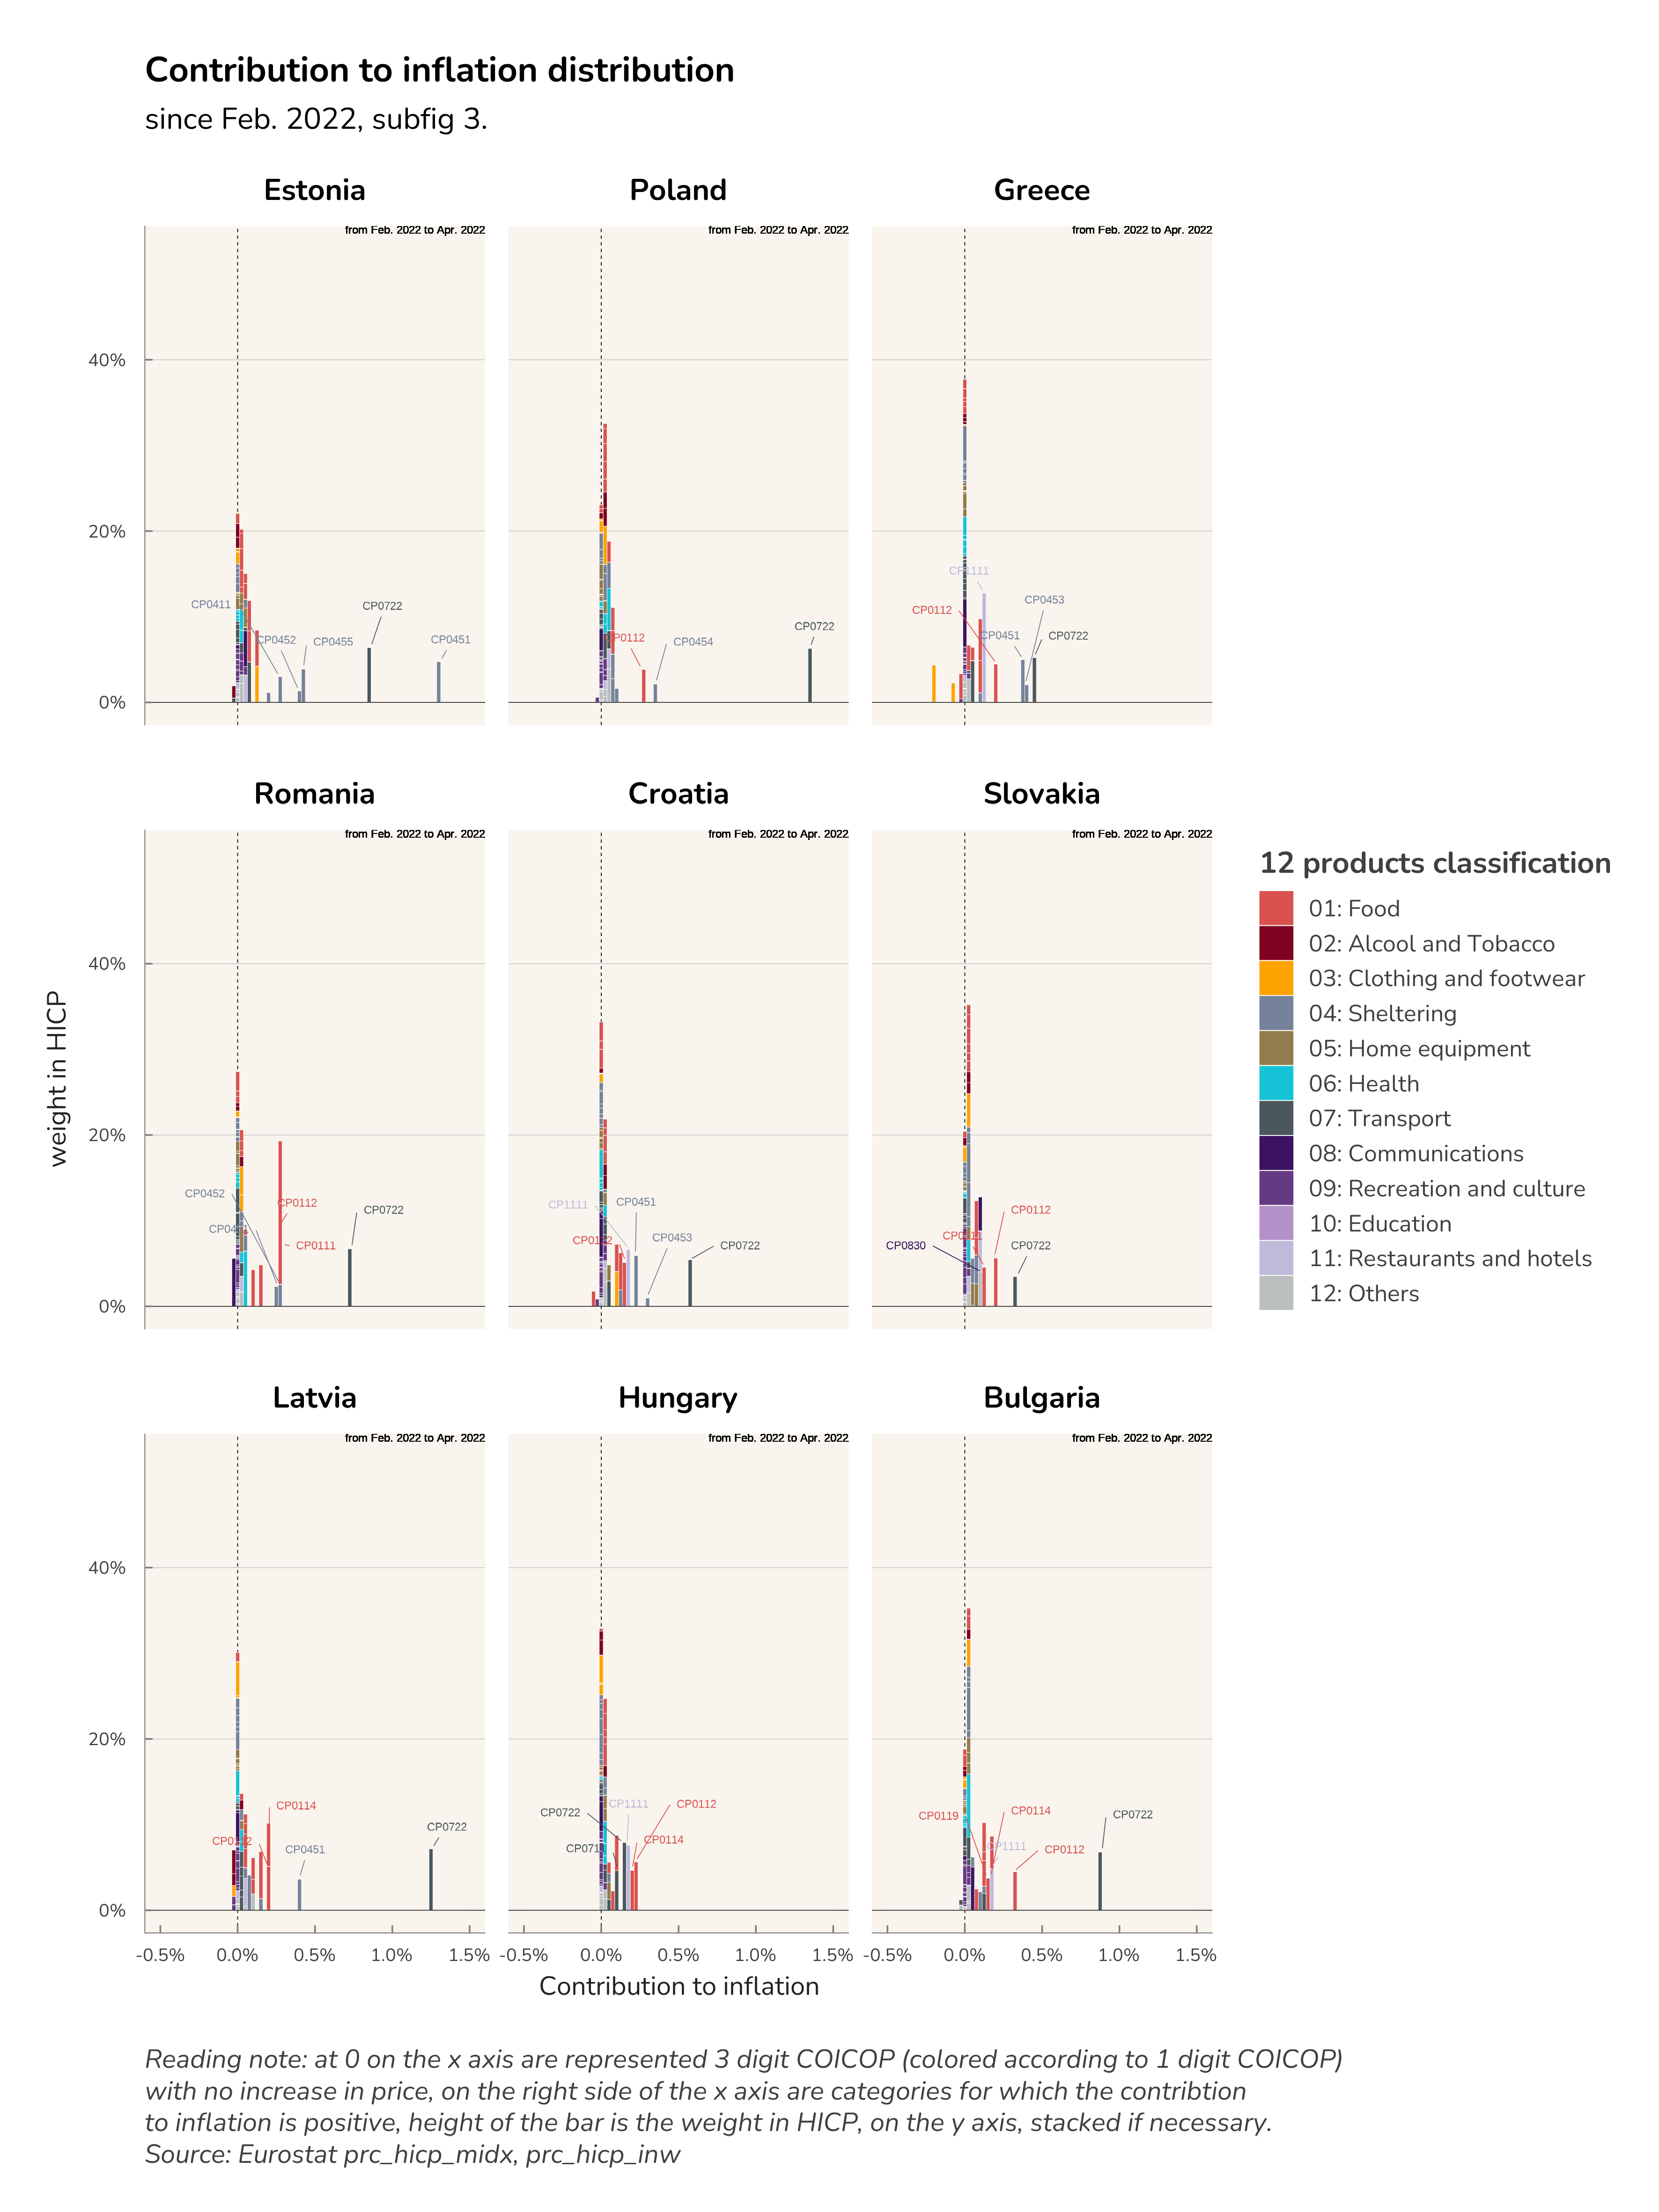 Contribution to inflation distribution
since Feb. 2022, subfig 3.
Estonia
Poland
Greece
from Feb. 2022 to Apr. 2022
from Feb. 2022 to Apr. 2022
from Feb. 2022 to Apr. 2022
40%
20%
0%
CP0411
CP0452
CP0455
CP0722
CP0451
CP0112
CP0454
CP0722
CP1111
CP0112
CP0451
CP0453
CP0722
Romania
Croatia
Slovakia
from Feb. 2022 to Apr. 2022
from Feb. 2022 to Apr. 2022
from Feb. 2022 to Apr. 2022
40%
20%
0%
CP0452
CP0112
CP0111
CP0722
CP1111
CP0451
CP0112
CP0453
CP0722
CP0830
CP0112
CP0722
weight in HICP
12 products classification
01: Food
02: Alcool and Tobacco
03: Clothing and footwear
04: Sheltering
05: Home equipment
06: Health
07: Transport
08: Communications
09: Recreation and culture
10: Education
11: Restaurants and hotels
12: Others
Latvia
Hungary
Bulgaria
from Feb. 2022 to Apr. 2022
from Feb. 2022 to Apr. 2022
from Feb. 2022 to Apr. 2022
40%
20%
0%
CP0114
CP0112
CP0451
CP0722
CP0722
CP1111
CP0112
CP0114
CP0119
CP0114
CP1111
CP0112
CP0722
-0.5% 0.0% 0.5% 1.0% 1.5%
-0.5% 0.0% 0.5% 1.0% 1.5%
-0.5% 0.0% 0.5% 1.0% 1.5%
Contribution to inflation
Reading note: at 0 on the x axis are represented 3 digit COICOP (colored according to 1 digit COICOP)
with no increase in price, on the right side of the x axis are categories for which the contribtion
to inflation is positive, height of the bar is the weight in HICP, on the y axis, stacked if necessary.
Source: Eurostat prc_hicp_midx, prc_hicp_inw